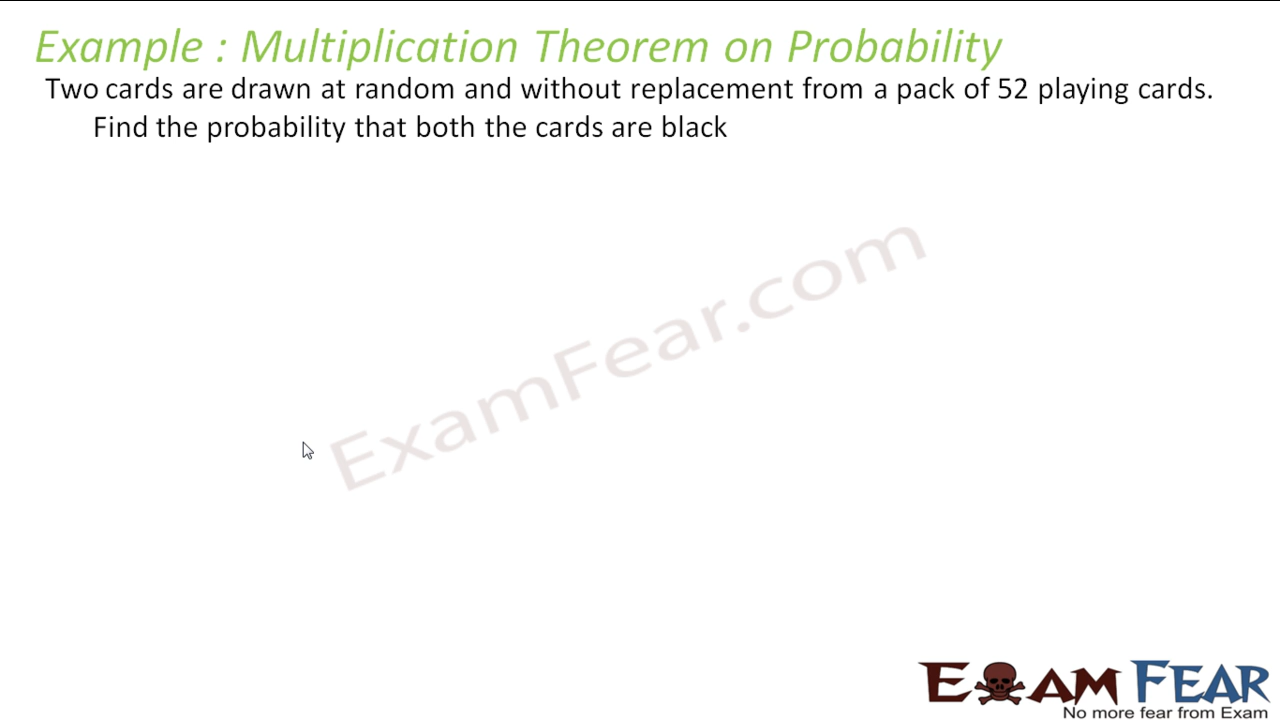 Example : Multiplication Theorem on Probability
Two cards are drawn at random and without replacement from a pack of 52 playing cards.
Find the probability that both the cards are black
ExamFear.com
EXAM FEAR
No more fear from Exam